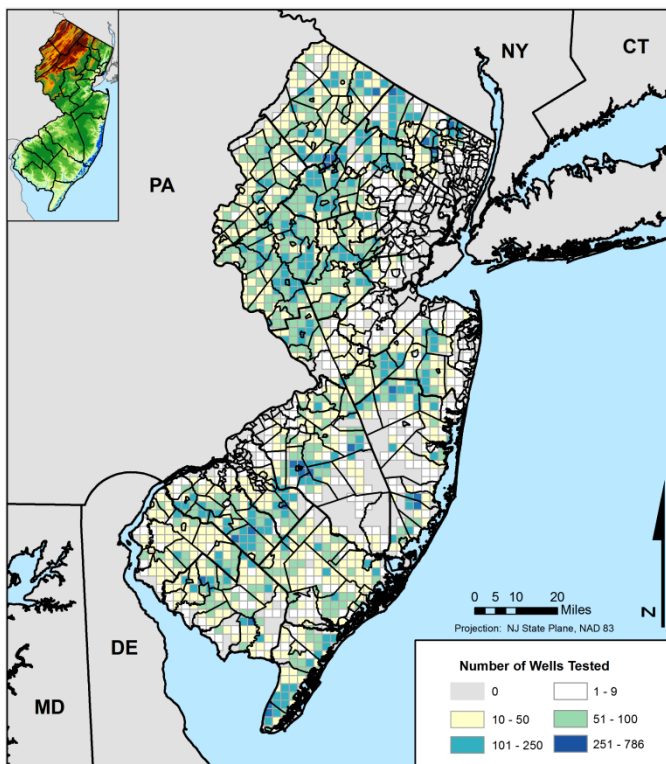 NY
CT
PA
0 5 10 20
Miles
Projection: NJ State Plane, NAD 83
N
DE
MD
Number of Wells Tested
0
1 - 9
10 - 50
51 - 100
101 - 250
251 - 786